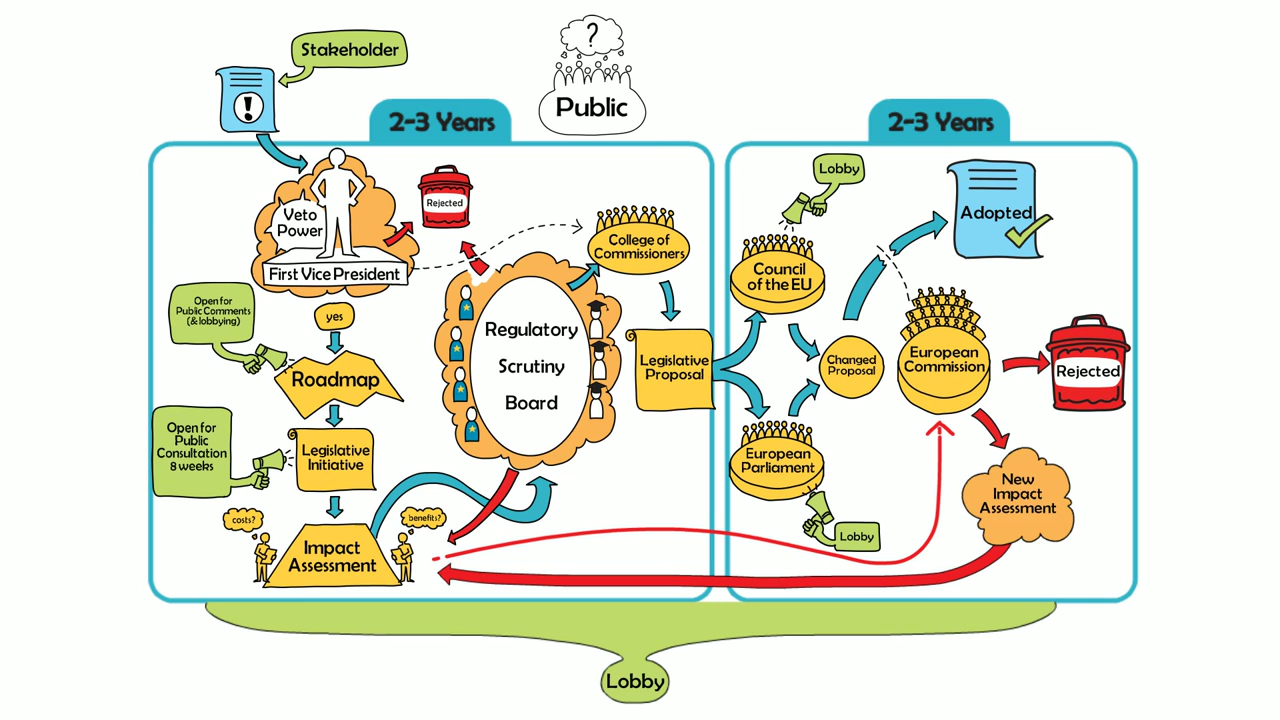 Stakeholder
?
Public
!
2-3 Years
Veto
Power
First Vice President
Rejected
College of
Commissioners
Open for
Public Comments
(& lobbying)
yes
Roadmap
Regulatory
Scrutiny
Board
Legislative
Proposal
Open for
Public
Consultation
8 weeks
Legislative
Initiative
costs?
benefits?
Impact
Assessment
2-3 Years
Lobby
Council
of the EU
Adopted
Changed
Proposal
European
Commission
Rejected
European
Parliament
Lobby
New
Impact
Assessment
Lobby